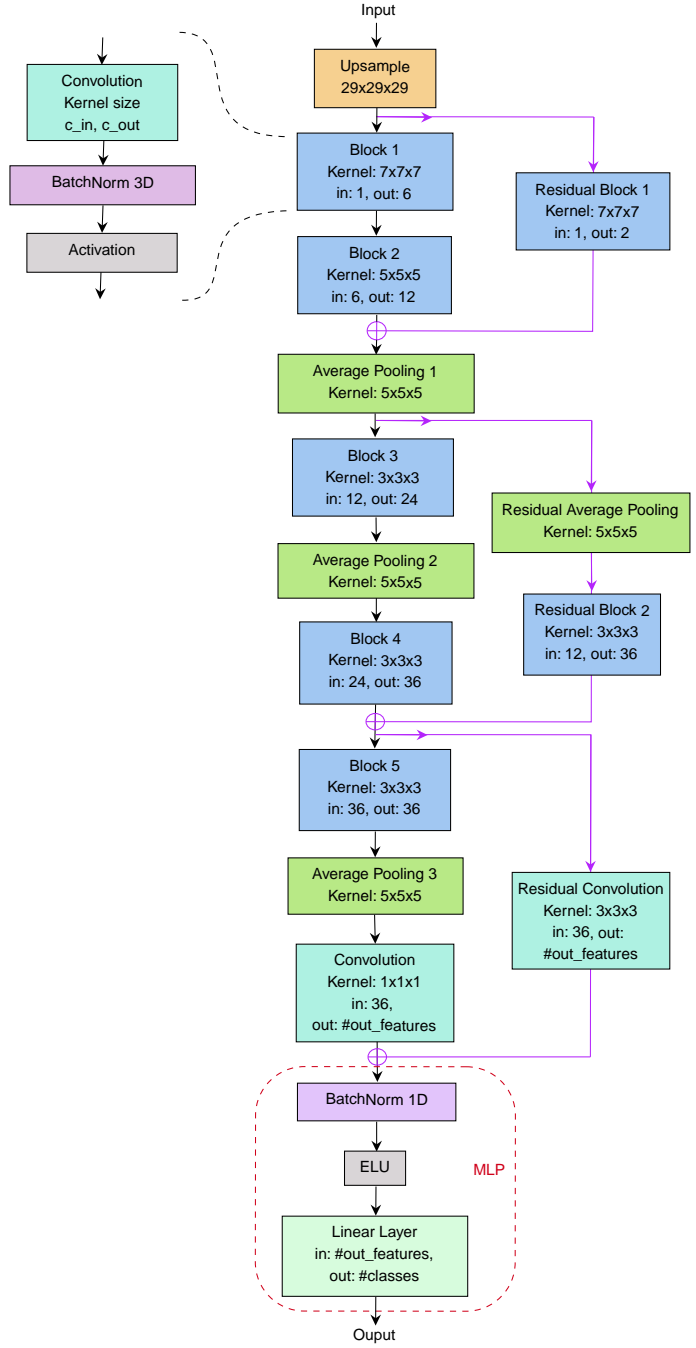 Input
Upsample
29x29x29
Convolution
Kernel size
c_in, c_out
BatchNorm 3D
Activation
Block 1
Kernel: 7x7x7
in: 1, out: 6
Residual Block 1
Kernel: 7x7x7
in: 1, out: 2
Block 2
Kernel: 5x5x5
in: 6, out: 12
Average Pooling 1
Kernel: 5x5x5
Block 3
Kernel: 3x3x3
in: 12, out: 24
Residual Average Pooling
Kernel: 5x5x5
Average Pooling 2
Kernel: 5x5x5
Residual Block 2
Kernel: 3x3x3
in: 12, out: 36
Block 4
Kernel: 3x3x3
in: 24, out: 36
Block 5
Kernel: 3x3x3
in: 36, out: 36
Average Pooling 3
Kernel: 5x5x5
Residual Convolution
Kernel: 3x3x3
in: 36, out:
#out_features
Convolution
Kernel: 1x1x1
in: 36,
out: #out_features
BatchNorm 1D
ELU
MLP
Linear Layer
in: #out_features,
out: #classes
Ouput